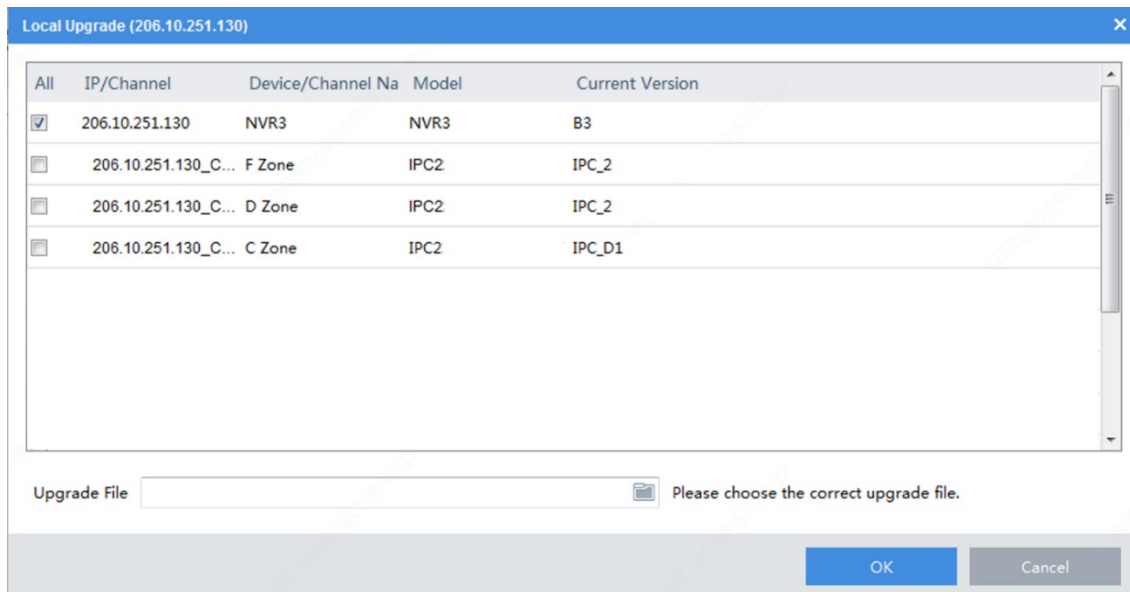 Local Upgrade (206.10.251.130)
All IP/Channel Device/Channel Na Model Current Version
206.10.251.130 NVR3 NVR3 B3
206.10.251.130_C... F Zone IPC2 IPC_2
206.10.251.130_C... D Zone IPC2 IPC_2
206.10.251.130_C... C Zone IPC2 IPC_D1
Upgrade File Please choose the correct upgrade file.
OK Cancel